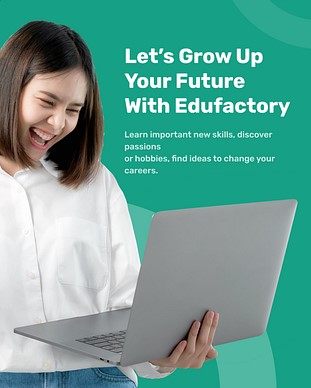 Let's Grow Up
Your Future
With Edufactory
Learn important new skills, discover
passions
or hobbies, find ideas to change your
careers.